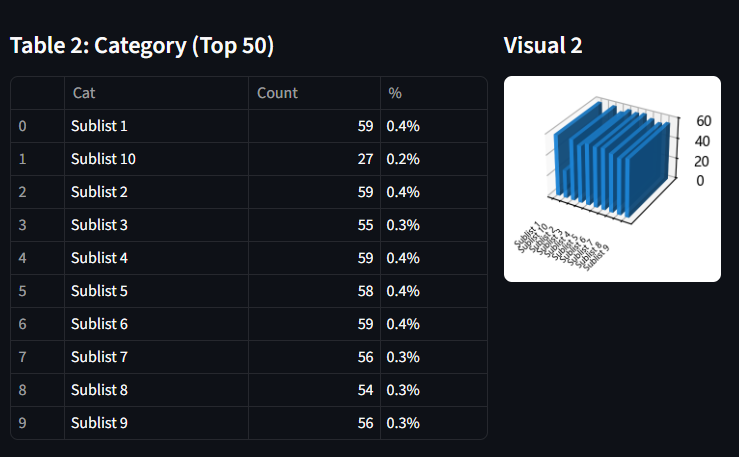 Table 2: Category (Top 50)
Cat Count %
0 Sublist 1 59 0.4%
1 Sublist 10 27 0.2%
2 Sublist 2 59 0.4%
3 Sublist 3 55 0.3%
4 Sublist 4 59 0.4%
5 Sublist 5 58 0.4%
6 Sublist 6 59 0.4%
7 Sublist 7 56 0.3%
8 Sublist 8 54 0.3%
9 Sublist 9 56 0.3%
Visual 2
60
40
20
0
Sublist 1
Sublist 10
Sublist 2
Sublist 3
Sublist 4
Sublist 5
Sublist 6
Sublist 7
Sublist 8
Sublist 9